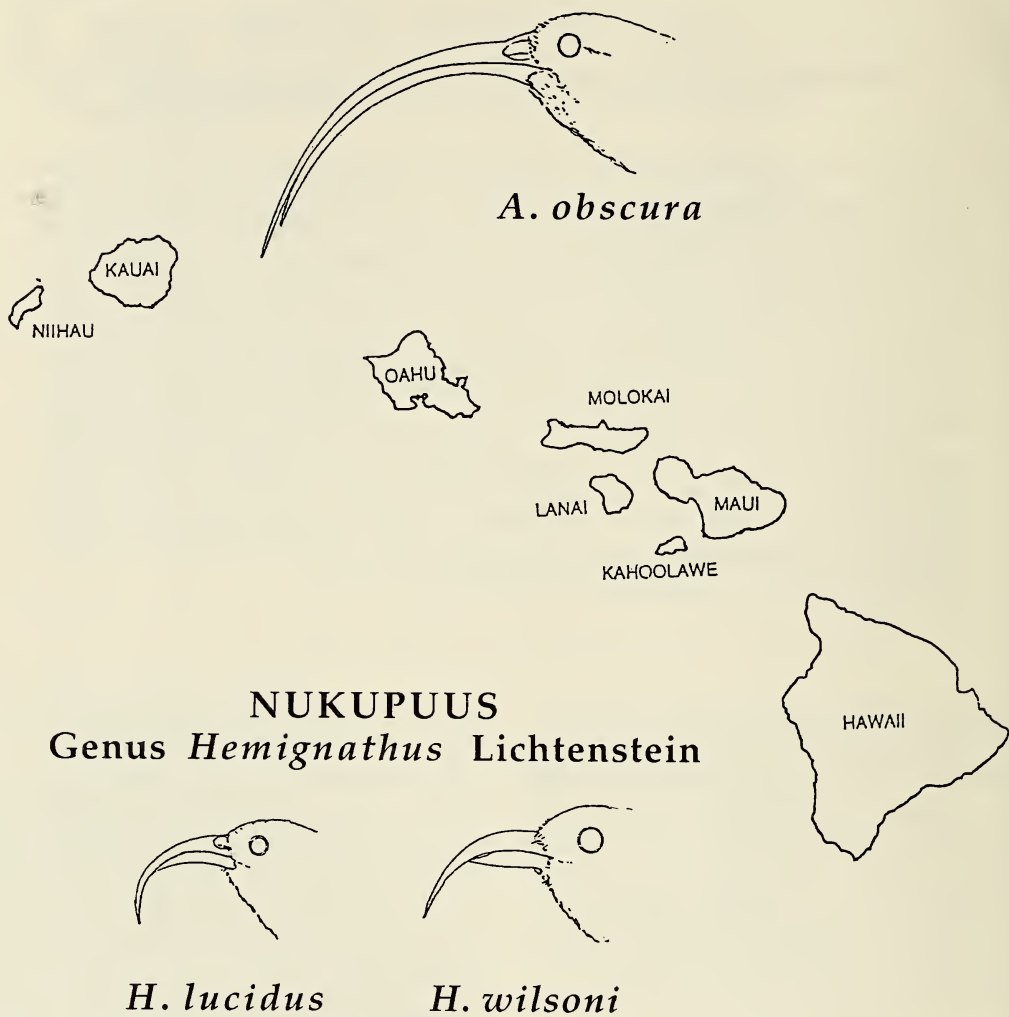 A. obscura
KAUAI
NIIHAU
OAHU
MOLOKAI
LANAI
MAUI
KAHOOLAWE
HAWAII
NUKUPUUS
Genus Hemignathus Lichtenstein
H. lucidus H. wilsoni